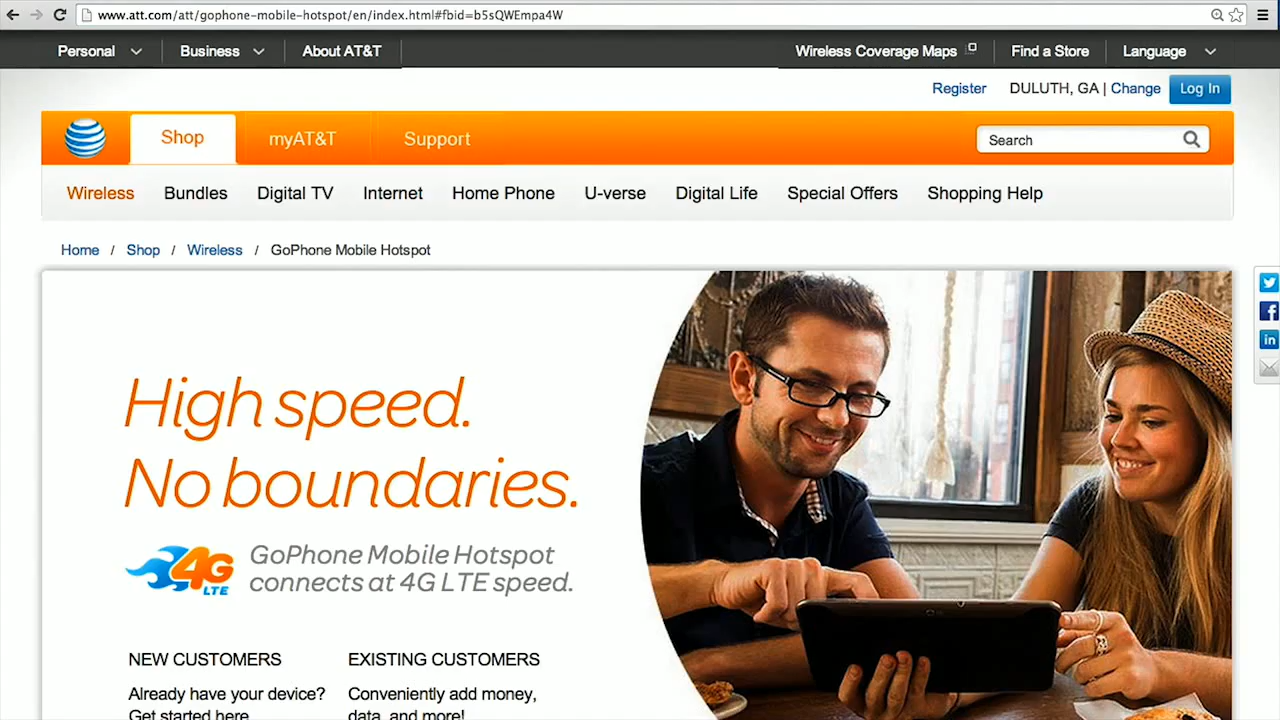 www.att.com/att/gophone-mobile-hotspot/en/index.html#fbid=b5sQWEmpa4W
Personal Business About AT&T Wireless Coverage Maps Find a Store Language
Register DULUTH, GA | Change Log In
Shop myAT&T Support Search
Wireless Bundles Digital TV Internet Home Phone U-verse Digital Life Special Offers Shopping Help
Home / Shop / Wireless / GoPhone Mobile Hotspot
High speed.
No boundaries.
4G LTE
GoPhone Mobile Hotspot
connects at 4G LTE speed.
NEW CUSTOMERS
Already have your device?
Get started here
EXISTING CUSTOMERS
Conveniently add money,
data, and more!